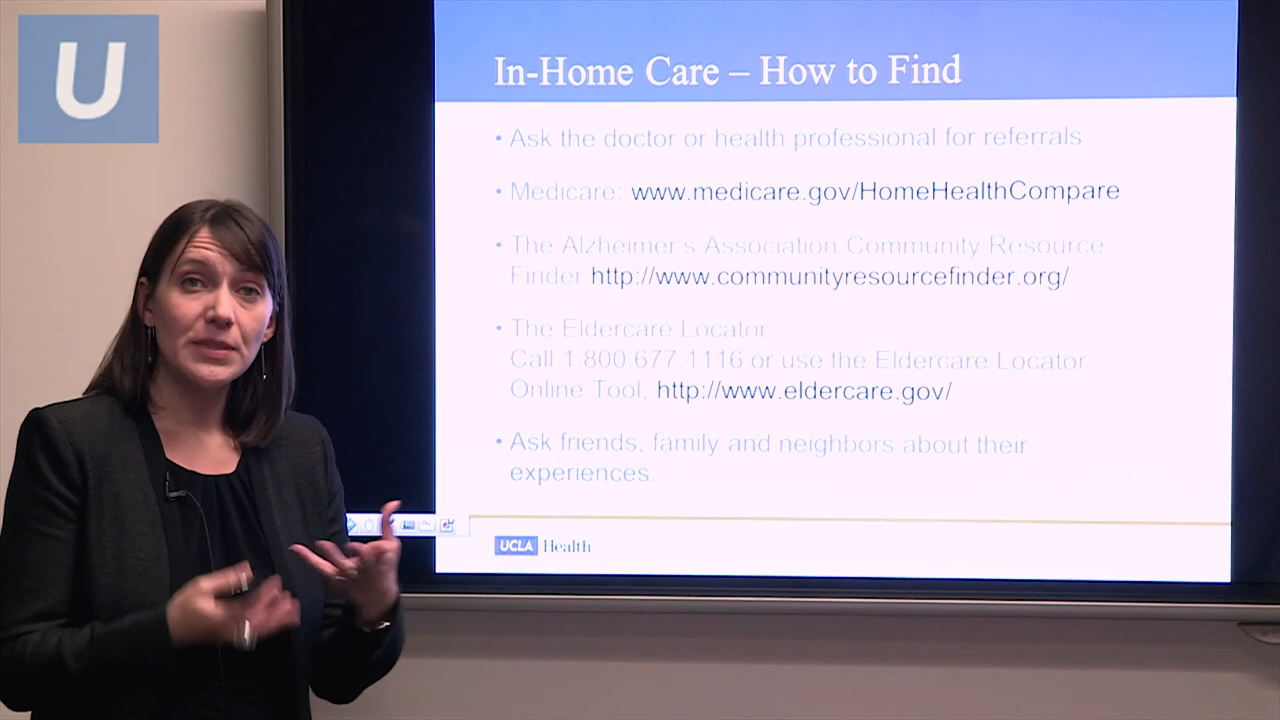 U
In-Home Care – How to Find
• Ask the doctor or health professional for referrals
• Medicare: www.medicare.gov/HomeHealthCompare
• The Alzheimer's Association Community Resource
Finder http://www.communityresourcefinder.org/
• The Eldercare Locator
Call 1.800.677.1116 or use the Eldercare Locator
Online Tool, http://www.eldercare.gov/
• Ask friends, family and neighbors about their
experiences.
UCLA Health